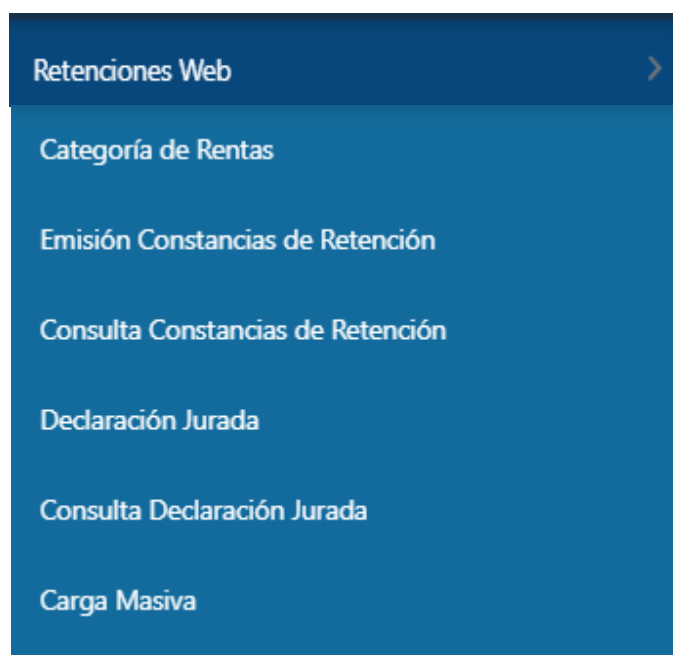 Retenciones Web
Categoría de Rentas
Emisión Constancias de Retención
Consulta Constancias de Retención
Declaración Jurada
Consulta Declaración Jurada
Carga Masiva